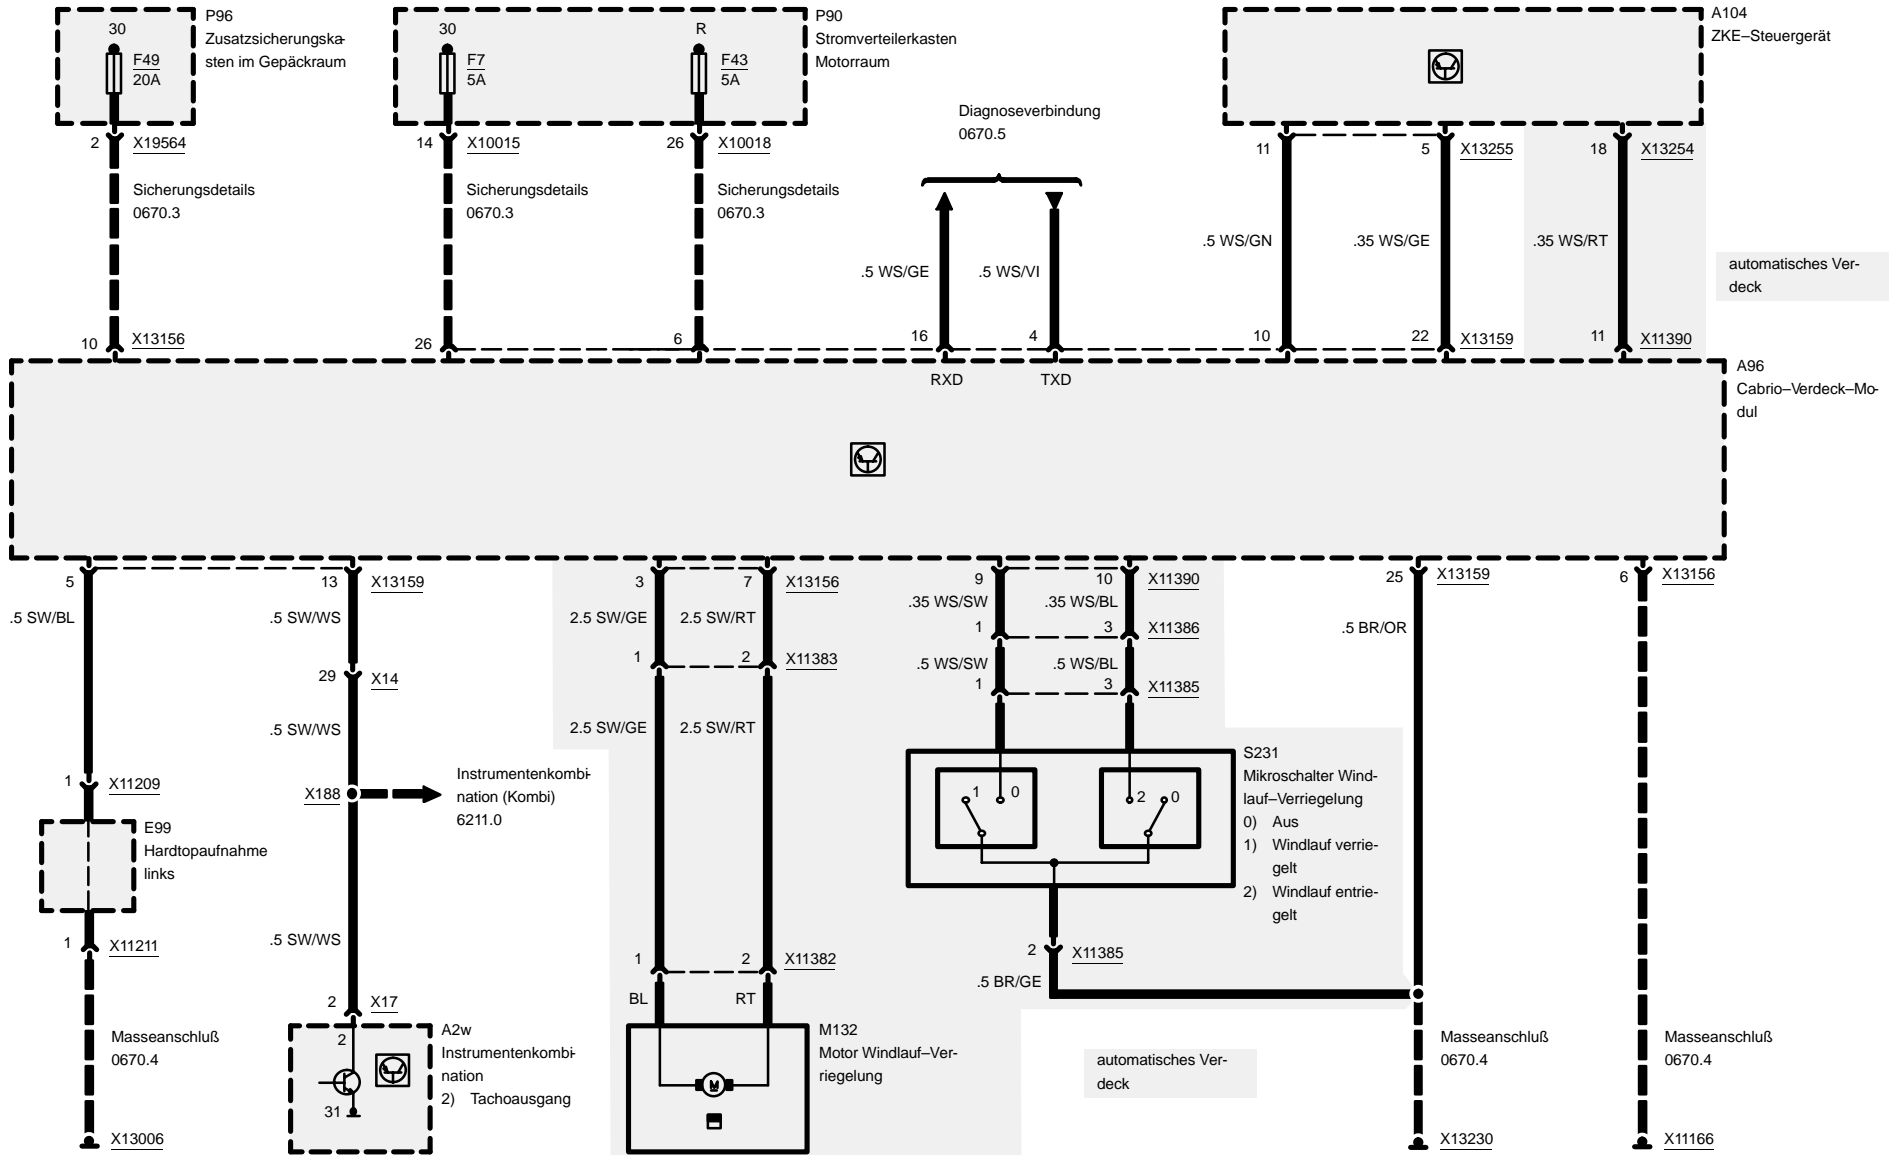 P96
Zusatzsicherungska-
sten im Gepäckraum
30
F49
20A
P90
Stromverteilerkasten
Motorraum
30
F7
5A
R
F43
5A
A104
ZKE–Steuergerät
Diagnoseverbindung
0670.5
2 X19564
14 X10015
26 X10018
11
5 X13255
18 X13254
Sicherungsdetails
0670.3
Sicherungsdetails
0670.3
Sicherungsdetails
0670.3
.5 WS/GE
.5 WS/VI
.5 WS/GN
.35 WS/GE
.35 WS/RT
automatisches Ver-
deck
10 X13156
26
6
16
4
10
22 X13159
11 X11390
RXD
TXD
A96
Cabrio–Verdeck–Mo-
dul
5
13 X13159
3
7 X13156
9
10 X11390
25 X13159
6 X13156
.5 SW/BL
.5 SW/WS
2.5 SW/GE
2.5 SW/RT
.35 WS/SW
.35 WS/BL
.5 BR/OR
1
3 X11386
1
2 X11383
29 X14
.5 WS/SW
.5 WS/BL
1
3 X11385
.5 SW/WS
2.5 SW/GE
2.5 SW/RT
1 X11209
X188
Instrumentenkombi-
nation (Kombi)
6211.0
1
0
2
0
S231
Mikroschalter Wind-
lauf–Verriegelung
0) Aus
1) Windlauf verrie-
gelt
2) Windlauf entrie-
gelt
E99
Hardtopaufnahme
links
1 X11211
.5 SW/WS
1
2 X11382
2 X11385
.5 BR/GE
BL
RT
2 X17
Masseanschluß
0670.4
2
31
A2w
Instrumentenkombi-
nation
2) Tachoausgang
M
M132
Motor Windlauf–Ver-
riegelung
automatisches Ver-
deck
Masseanschluß
0670.4
Masseanschluß
0670.4
X13006
X13230
X11166